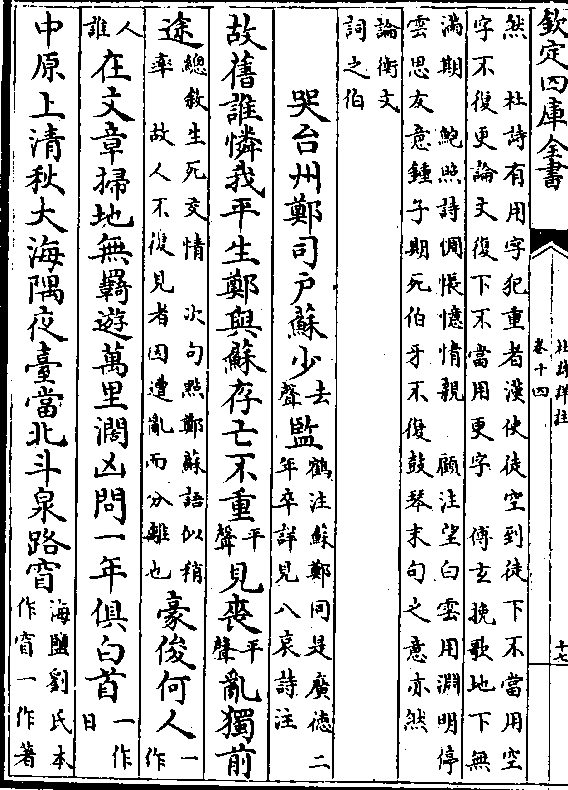 欽定四庫全書
杜詩詳註
卷十四
十七
然　杜詩有用字犯重者漢使徒空到徒下不當用空
字不復更論文復下不當用更字　傅玄挽歌地下無
滿期　鮑照詩惆悵憶情親　顧注望白雲用淵明停
雲思友意鍾子期死伯牙不復鼓琴末句之意亦然
論衡文
詞之伯
哭台州鄭司户蘇少去聲監鶴注蘇鄭同是廣德二年卒詳見八哀詩注
故舊誰憐我平生鄭與蘇存亡不重平聲見喪平聲亂獨前
途總敘生死交情　次句點鄭蘇語似稍率　故人不復見者因遭亂而分離也豪俊何人一作
人誰在文章掃地無羇遊萬里濶凶問一年俱白首一作日
中原上清秋大海隅夜臺當北斗泉路窅海鹽劉氏本作窅一作著